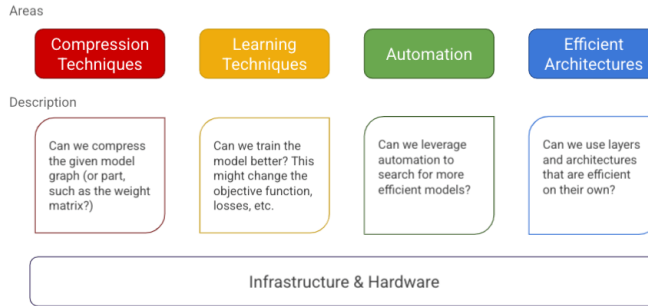 Areas
Compression
Techniques
Learning
Techniques
Automation
Efficient
Architectures
Description
Can we compress
the given model
graph (or part,
such as the weight
matrix?)
Can we train the
model better? This
might change the
objective function,
losses, etc.
Can we leverage
automation to
search for more
efficient models?
Can we use layers
and architectures
that are efficient
on their own?
Infrastructure & Hardware